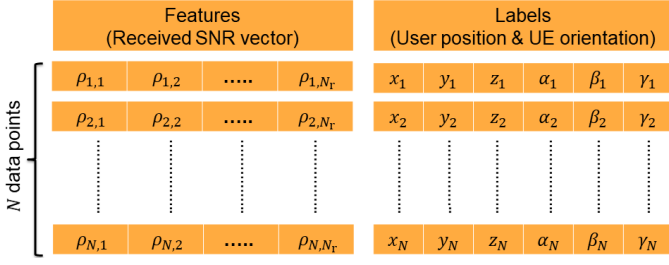 Features
(Received SNR vector)
Labels
(User position & UE orientation)
N data points
ρ₁,₁ ρ₁,₂ ..... ρ₁,Nᵣ x₁ y₁ z₁ α₁ β₁ γ₁
ρ₂,₁ ρ₂,₂ ..... ρ₂,Nᵣ x₂ y₂ z₂ α₂ β₂ γ₂
ρN,₁ ρN,₂ ..... ρN,Nᵣ xN yN zN αN βN γN